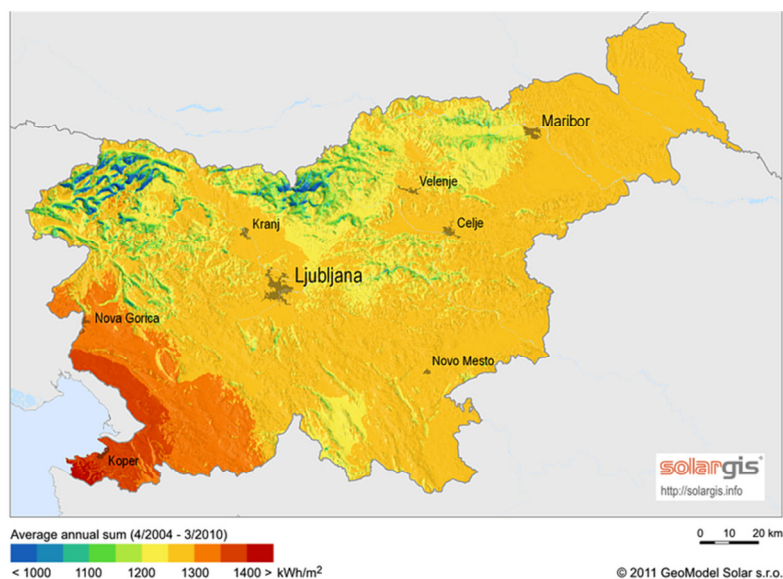 Maribor
Velenje
Kranj
Celje
Ljubljana
Nova Gorica
Novo Mesto
Koper
solargis
http://solargis.info
Average annual sum (4/2004 - 3/2010)
0 10 20 km
< 1000 1100 1200 1300 1400 > kWh/m²
© 2011 GeoModel Solar s.r.o.